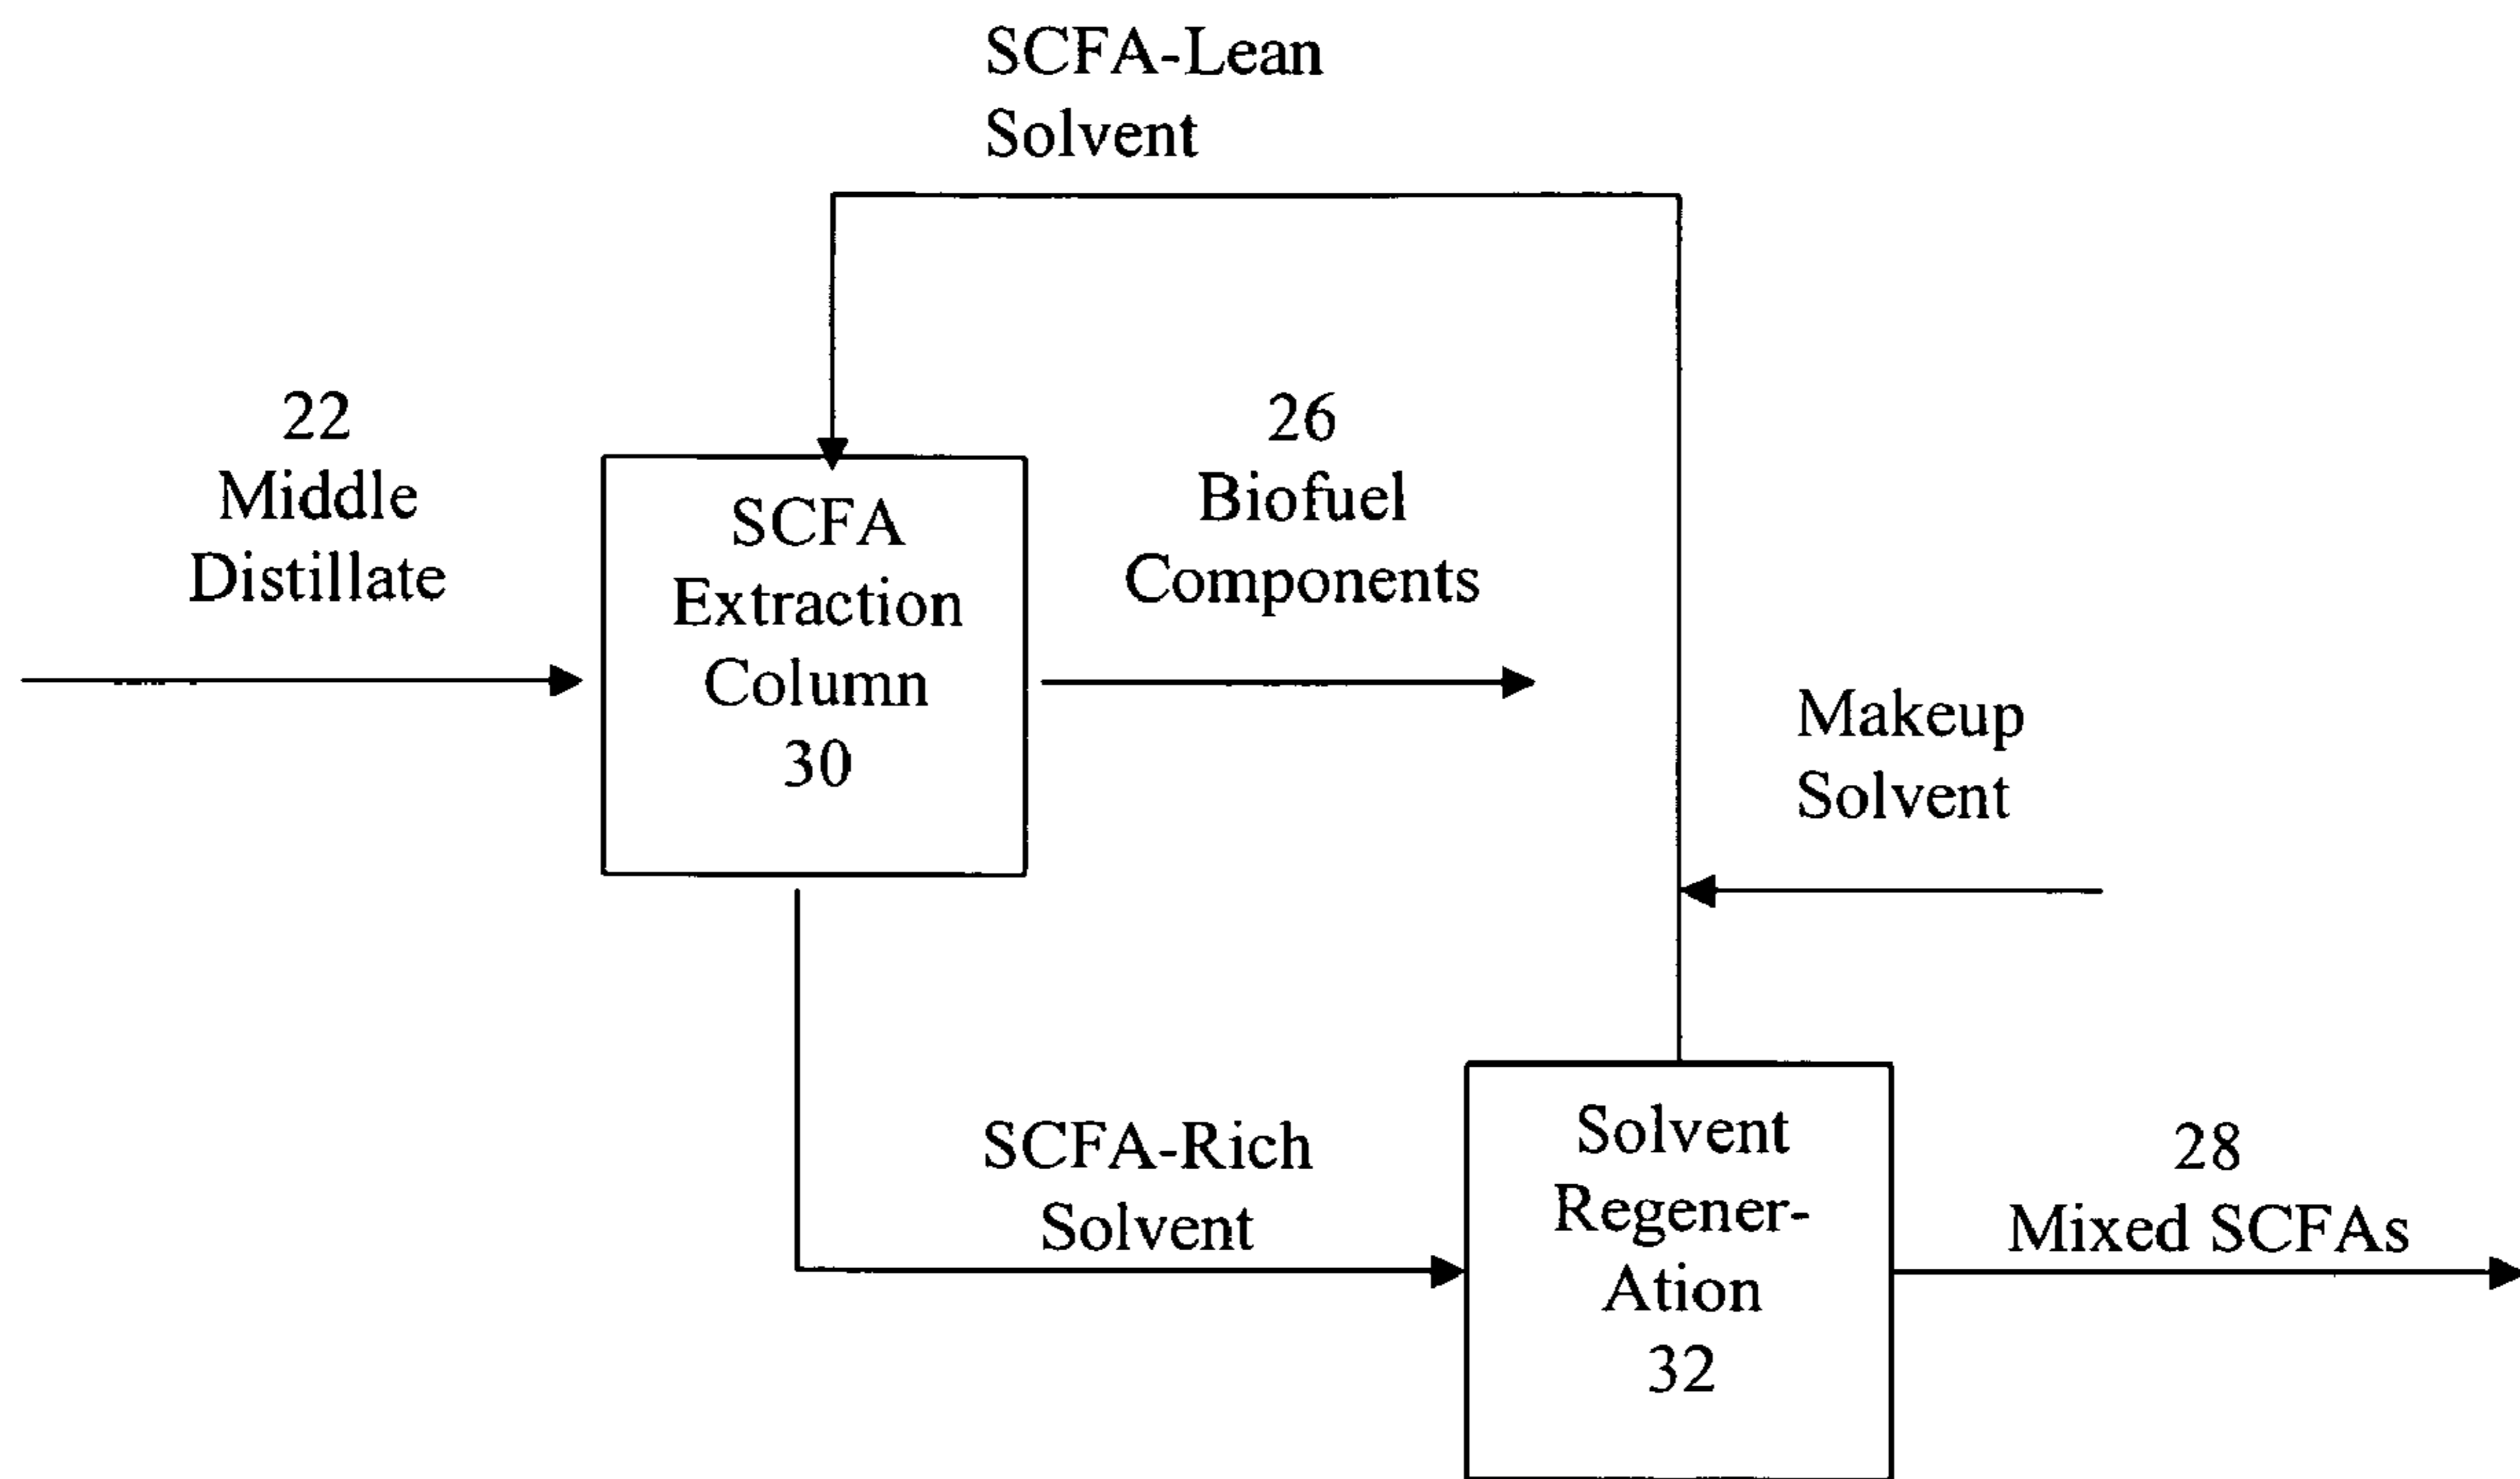 SCFA-Lean
Solvent
22
Middle
Distillate
SCFA
Extraction
Column
30
26
Biofuel
Components
Makeup
Solvent
SCFA-Rich
Solvent
Solvent
Regener-
Ation
32
28
Mixed SCFAs